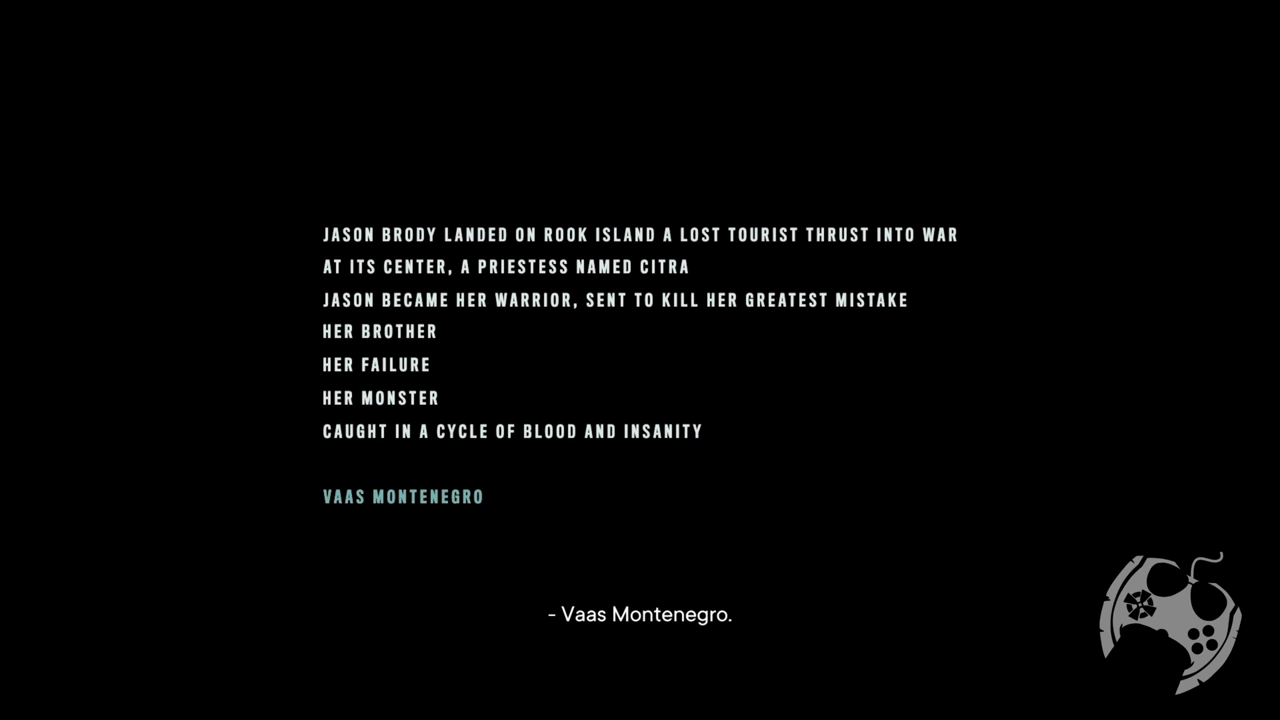 JASON BRODY LANDED ON ROOK ISLAND A LOST TOURIST THRUST INTO WAR
AT ITS CENTER, A PRIESTESS NAMED CITRA
JASON BECAME HER WARRIOR, SENT TO KILL HER GREATEST MISTAKE
HER BROTHER
HER FAILURE
HER MONSTER
CAUGHT IN A CYCLE OF BLOOD AND INSANITY
VAAS MONTENEGRO
- Vaas Montenegro.